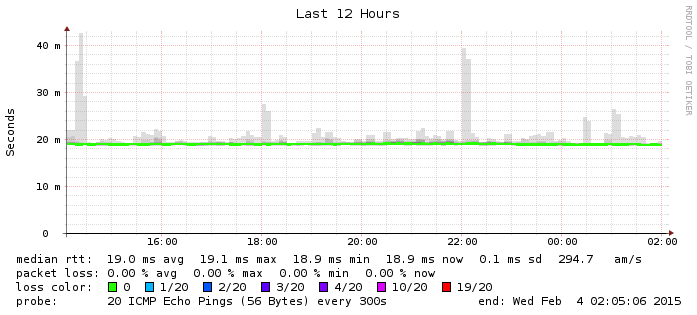 Last 12 Hours
RRDTOOL / TOBI OETIKER
Seconds
40 m
30 m
20 m
10 m
0
16:00 18:00 20:00 22:00 00:00 02:00
median rtt: 19.0 ms avg 19.1 ms max 18.9 ms min 18.9 ms now 0.1 ms sd 294.7 am/s
packet loss: 0.00 % avg 0.00 % max 0.00 % min 0.00 % now
loss color: 0 1/20 2/20 3/20 4/20 10/20 19/20
probe: 20 ICMP Echo Pings (56 Bytes) every 300s end: Wed Feb 4 02:05:06 2015